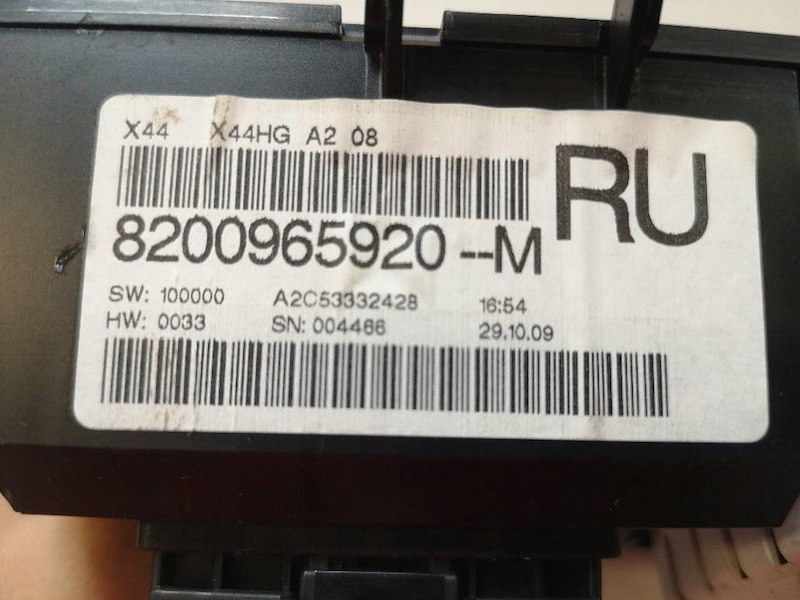 X44 X44HG A2 08
RU
8200965920--M
SW: 100000 A2C53332428 16:54
HW: 0033 SN: 004466 29.10.09